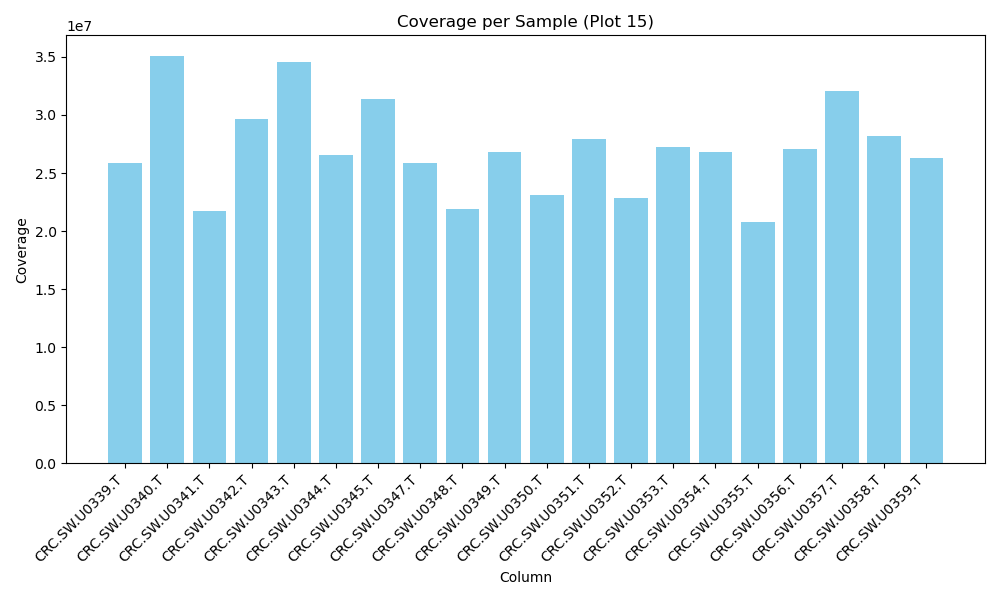 Coverage per Sample (Plot 15)
1e7
Coverage
3.5
3.0
2.5
2.0
1.5
1.0
0.5
0.0
CRC.SW.U0339.T
CRC.SW.U0340.T
CRC.SW.U0341.T
CRC.SW.U0342.T
CRC.SW.U0343.T
CRC.SW.U0344.T
CRC.SW.U0345.T
CRC.SW.U0347.T
CRC.SW.U0348.T
CRC.SW.U0349.T
CRC.SW.U0350.T
CRC.SW.U0351.T
CRC.SW.U0352.T
CRC.SW.U0353.T
CRC.SW.U0354.T
CRC.SW.U0355.T
CRC.SW.U0356.T
CRC.SW.U0357.T
CRC.SW.U0358.T
CRC.SW.U0359.T
Column